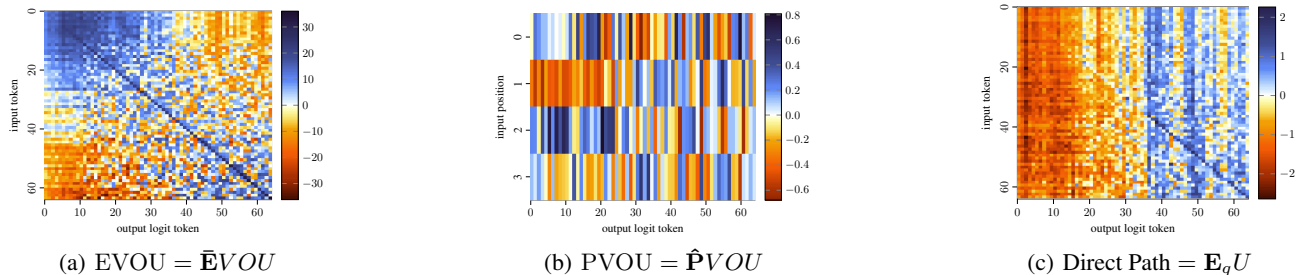 0
20
40
60
input token
0 10 20 30 40 50 60
output logit token
30
20
10
0
−10
−20
−30
(a) EVOU = ĒVOU
0
1
2
3
input position
0 10 20 30 40 50 60
output logit token
0.8
0.6
0.4
0.2
0.0
−0.2
−0.4
−0.6
(b) PVOU = P̂VOU
0
20
40
60
input token
0 10 20 30 40 50 60
output logit token
2
1
0
−1
−2
(c) Direct Path = E_qU